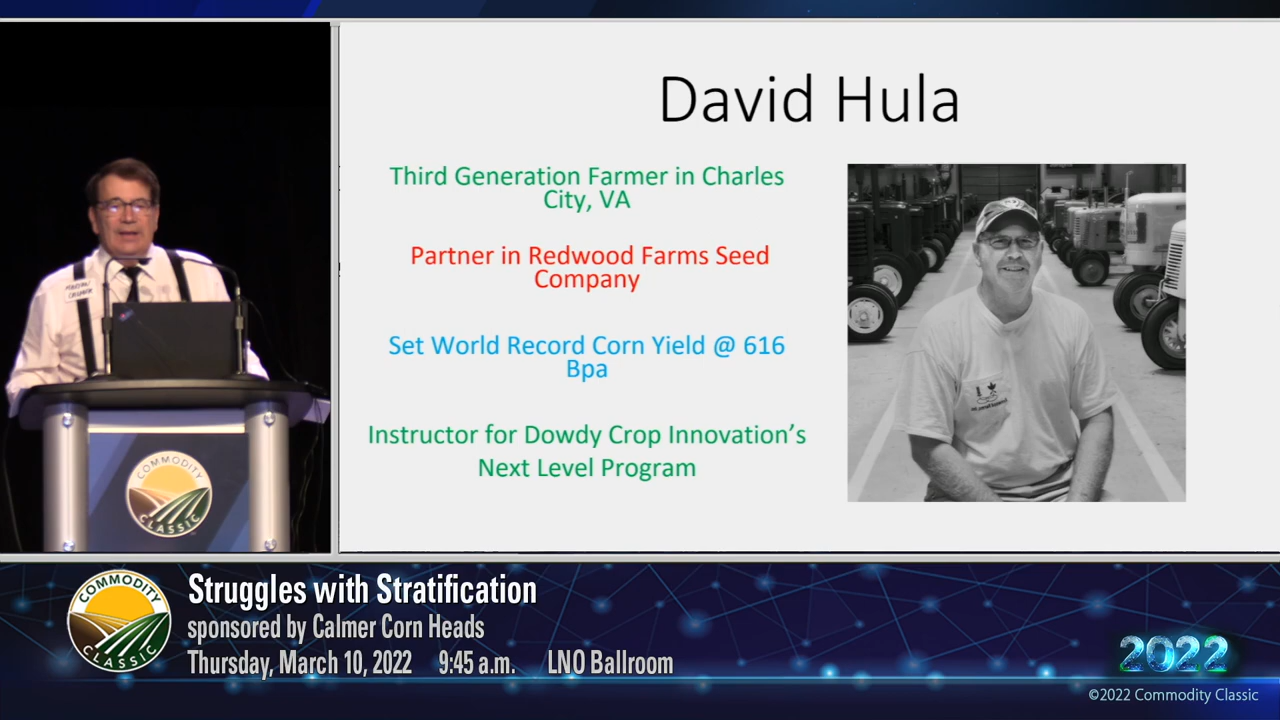 David Hula
Third Generation Farmer in Charles
City, VA
Partner in Redwood Farms Seed
Company
Set World Record Corn Yield @ 616
Bpa
Instructor for Dowdy Crop Innovation's
Next Level Program
COMMODITY
CLASSIC
COMMODITY
CLASSIC
Struggles with Stratification
sponsored by Calmer Corn Heads
Thursday, March 10, 2022 9:45 a.m. LNO Ballroom
2022
©2022 Commodity Classic